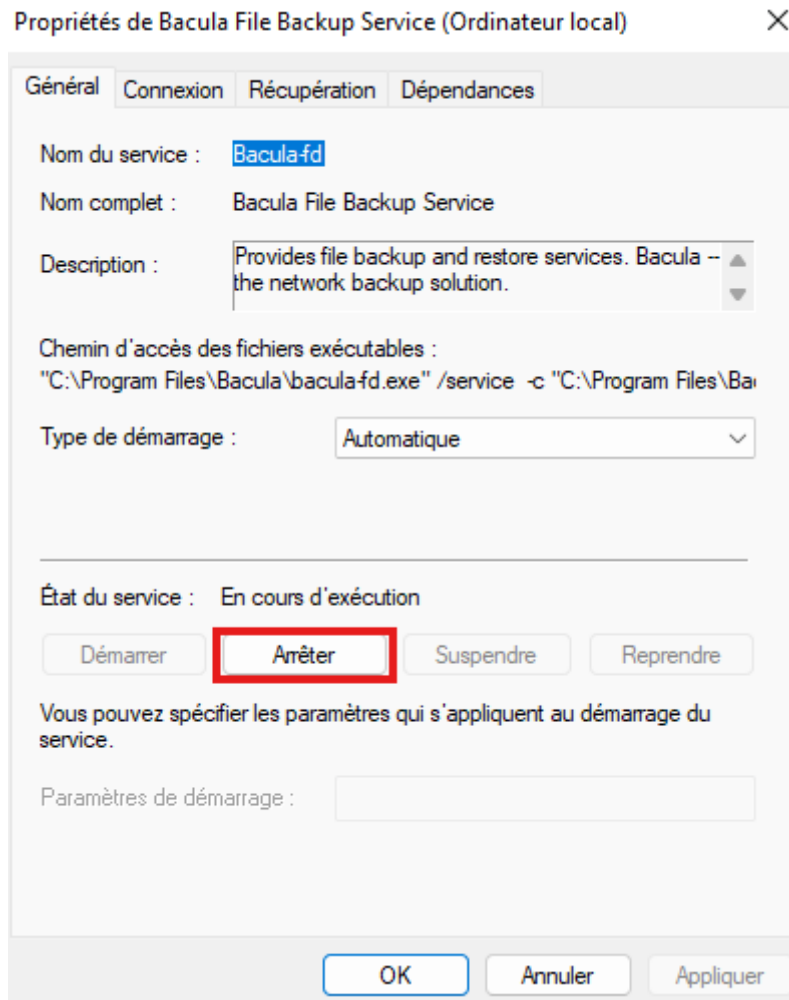 Propriétés de Bacula File Backup Service (Ordinateur local)
Général Connexion Récupération Dépendances
Nom du service : Bacula-fd
Nom complet : Bacula File Backup Service
Description : Provides file backup and restore services. Bacula --
the network backup solution.
Chemin d'accès des fichiers exécutables :
"C:\Program Files\Bacula\bacula-fd.exe" /service -c "C:\Program Files\Ba
Type de démarrage : Automatique
État du service : En cours d'exécution
Démarrer Arrêter Suspendre Reprendre
Vous pouvez spécifier les paramètres qui s'appliquent au démarrage du
service.
Paramètres de démarrage :
OK Annuler Appliquer